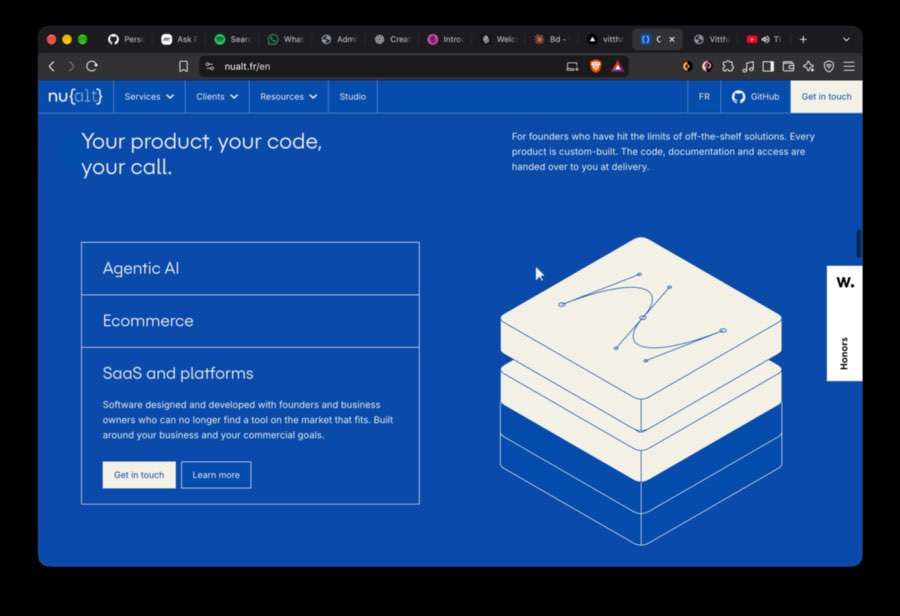 Pers
Ask F
Sear
What
Admi
Crea
Intro
Welc
Bd -
vitth
C
Vitth
TI
nualt.fr/en
nu{alt}
Services
Clients
Resources
Studio
FR
GitHub
Get in touch
Your product, your code,
your call.
For founders who have hit the limits of off-the-shelf solutions. Every
product is custom-built. The code, documentation and access are
handed over to you at delivery.
Agentic AI
Ecommerce
SaaS and platforms
Software designed and developed with founders and business
owners who can no longer find a tool on the market that fits. Built
around your business and your commercial goals.
Get in touch
Learn more
W.
Honors